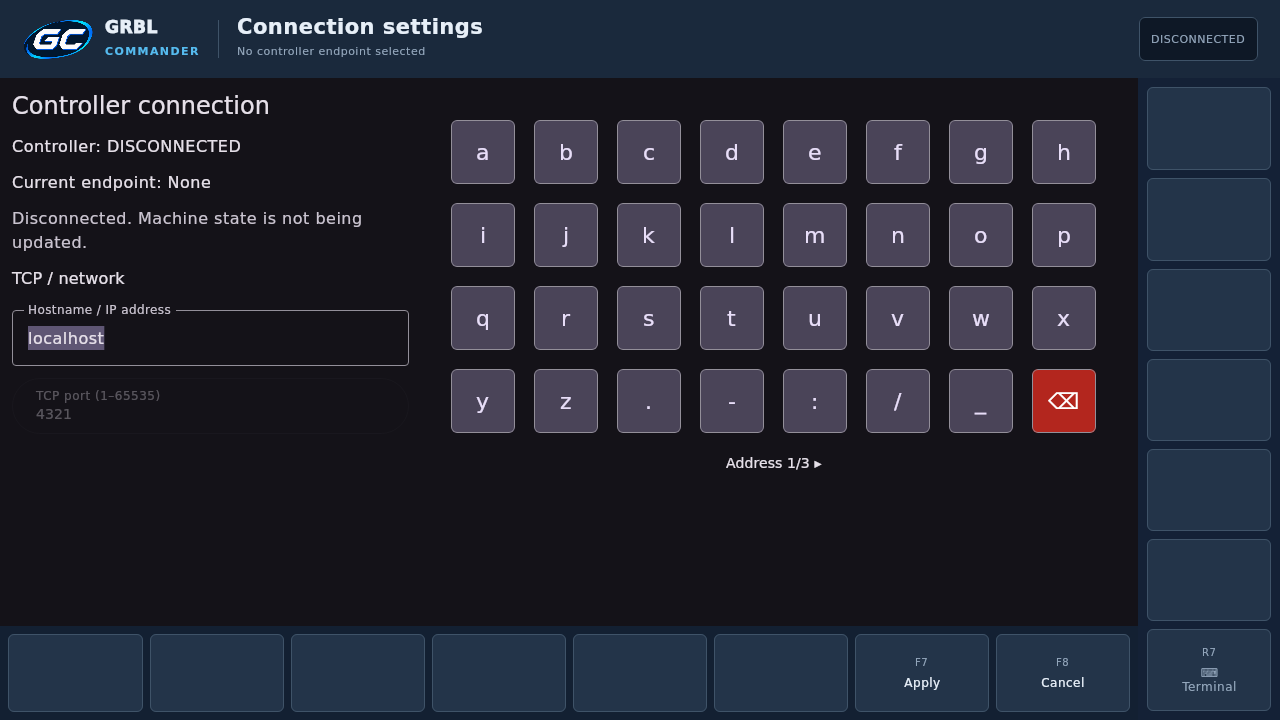 GC
GRBL
COMMANDER
Connection settings
No controller endpoint selected
DISCONNECTED
Controller connection
Controller: DISCONNECTED
Current endpoint: None
Disconnected. Machine state is not being
updated.
TCP / network
Hostname / IP address
localhost
TCP port (1–65535)
4321
a b c d e f g h
i j k l m n o p
q r s t u v w x
y z . - : / _ ⌫
Address 1/3 ▸
F7
Apply
F8
Cancel
R7
⌨
Terminal